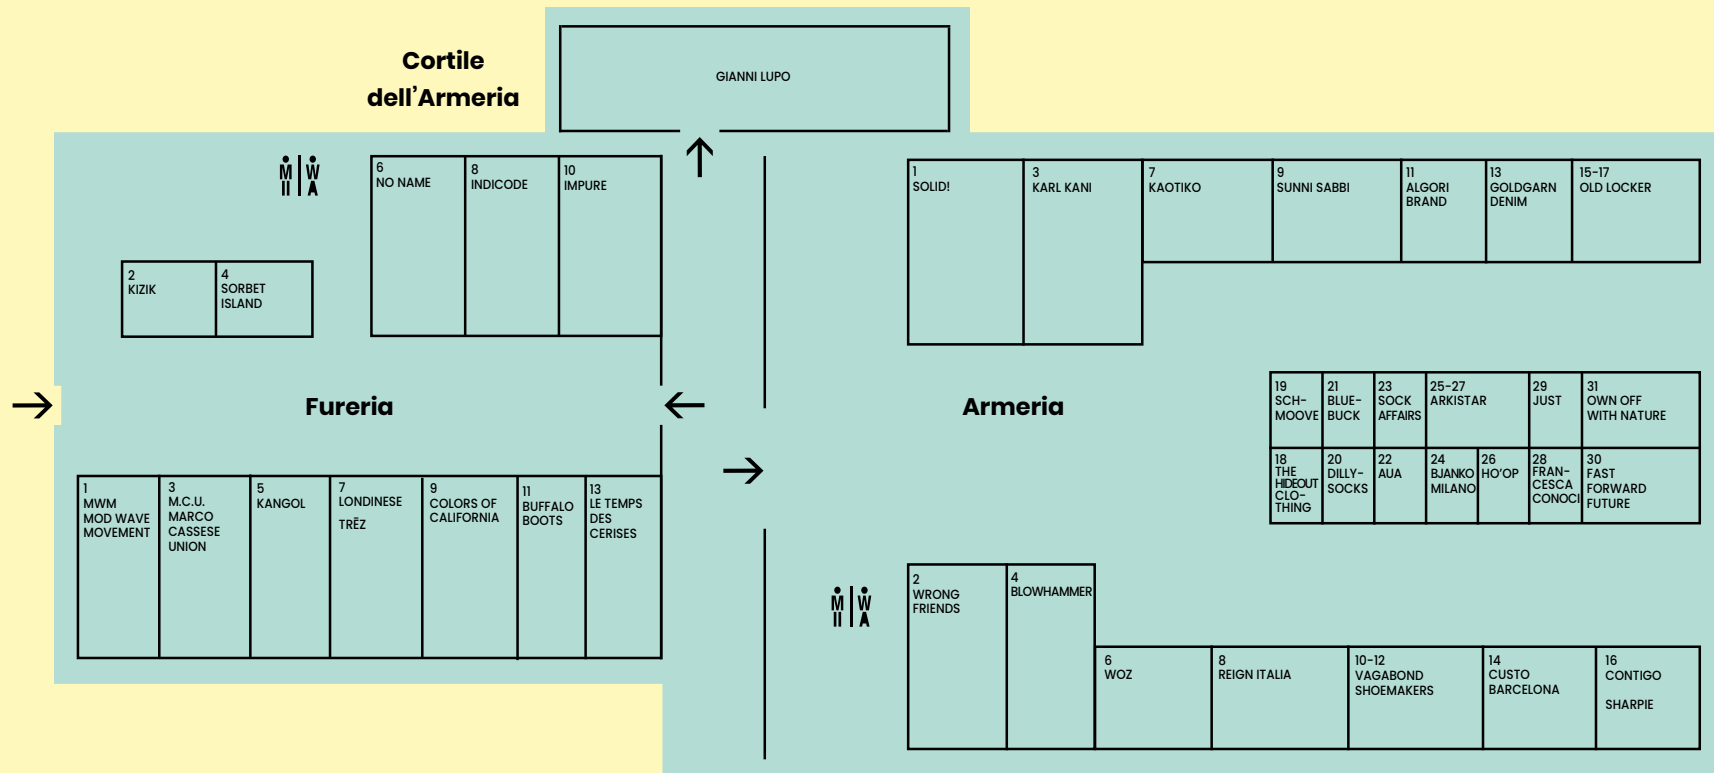 Cortile
dell’Armeria
GIANNI LUPO
M W
6
NO NAME
8
INDICODE
10
IMPURE
2
KIZIK
4
SORBET
ISLAND
Fureria
1
MWM
MOD WAVE
MOVEMENT
3
M.C.U.
MARCO
CASSESE
UNION
5
KANGOL
7
LONDINESE
TRĒZ
9
COLORS OF
CALIFORNIA
11
BUFFALO
BOOTS
13
LE TEMPS
DES
CERISES
1
SOLID!
3
KARL KANI
7
KAOTIKO
9
SUNNI SABBI
11
ALGORI
BRAND
13
GOLDGARN
DENIM
15-17
OLD LOCKER
Armeria
19
SCH-
MOOVE
21
BLUE-
BUCK
23
SOCK
AFFAIRS
25-27
ARKISTAR
29
JUST
31
OWN OFF
WITH NATURE
18
THE
HIDEOUT
CLO-
THING
20
DILLY-
SOCKS
22
AUA
24
BJANKO
MILANO
26
HO’OP
28
FRAN-
CESCA
CONOCI
30
FAST
FORWARD
FUTURE
M W
2
WRONG
FRIENDS
4
BLOWHAMMER
6
WOZ
8
REIGN ITALIA
10-12
VAGABOND
SHOEMAKERS
14
CUSTO
BARCELONA
16
CONTIGO
SHARPIE